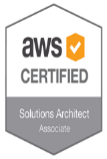 aws
CERTIFIED
Solutions Architect
Associate